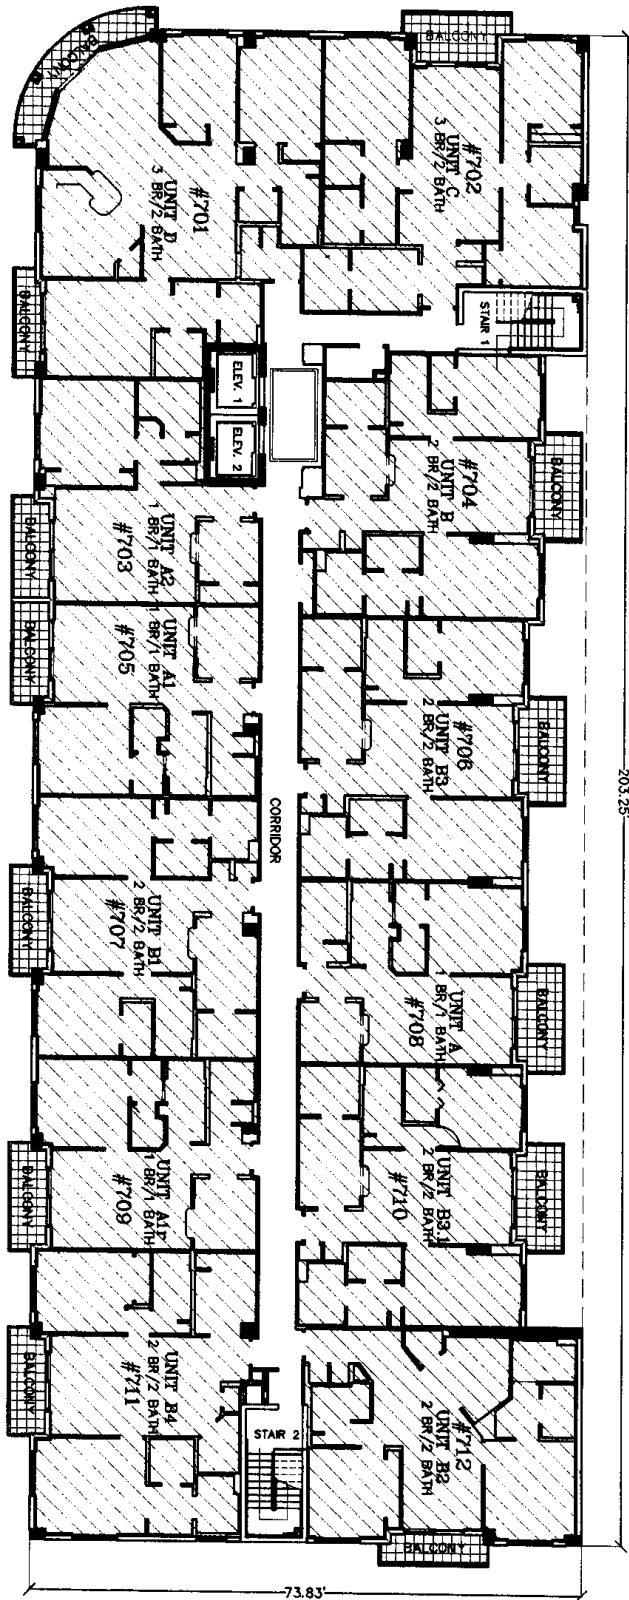 BALCONY
BALCONY
#702
UNIT C
3 BR/2 BATH
#701
UNIT D
3 BR/2 BATH
BALCONY
STAIR 1
ELEV. 1
ELEV. 2
#704
UNIT B
2 BR/2 BATH
BALCONY
UNIT A2
1 BR/1 BATH
#703
BALCONY
UNIT A1
1 BR/1 BATH
#705
BALCONY
#706
UNIT B3
2 BR/2 BATH
BALCONY
203.25'
CORRIDOR
UNIT B1
2 BR/2 BATH
#707
BALCONY
UNIT A
1 BR/1 BATH
#708
BALCONY
UNIT A1F
1 BR/1 BATH
#709
BALCONY
UNIT B3.1
2 BR/2 BATH
#710
BALCONY
UNIT B4
2 BR/2 BATH
#711
BALCONY
STAIR 2
#712
UNIT B2
2 BR/2 BATH
BALCONY
73.83'